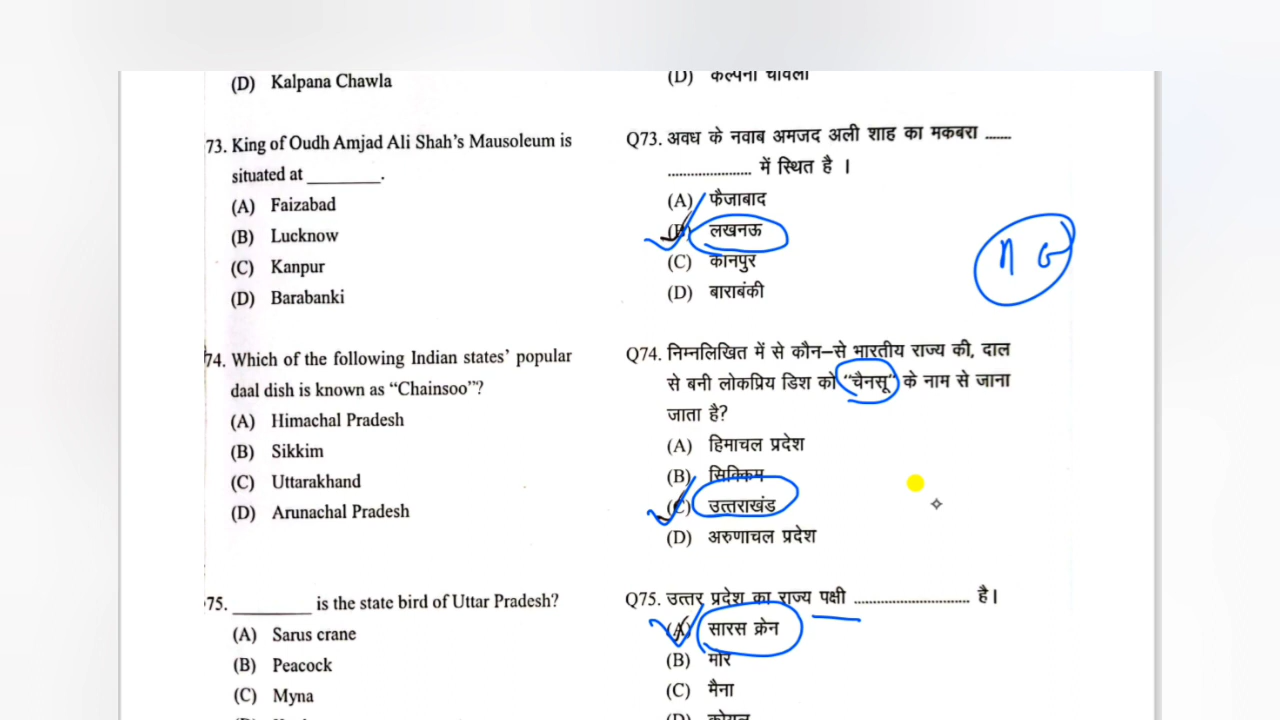 (D) Kalpana Chawla
(D) कल्पना चावला
73. King of Oudh Amjad Ali Shah's Mausoleum is
situated at ________.
(A) Faizabad
(B) Lucknow
(C) Kanpur
(D) Barabanki
Q73. अवध के नवाब अमजद अली शाह का मकबरा .......
....................... में स्थित है ।
(A) फैजाबाद
(B) लखनऊ
(C) कानपुर
(D) बाराबंकी
74. Which of the following Indian states' popular
daal dish is known as “Chainsoo”?
(A) Himachal Pradesh
(B) Sikkim
(C) Uttarakhand
(D) Arunachal Pradesh
Q74. निम्नलिखित में से कौन–से भारतीय राज्य की, दाल
से बनी लोकप्रिय डिश को “चैनसू” के नाम से जाना
जाता है?
(A) हिमाचल प्रदेश
(B) सिक्किम
(C) उत्तराखंड
(D) अरुणाचल प्रदेश
75. ________ is the state bird of Uttar Pradesh?
(A) Sarus crane
(B) Peacock
(C) Myna
Q75. उत्तर प्रदेश का राज्य पक्षी ................................ है।
(A) सारस क्रेन
(B) मोर
(C) मैना
(D) कोयल